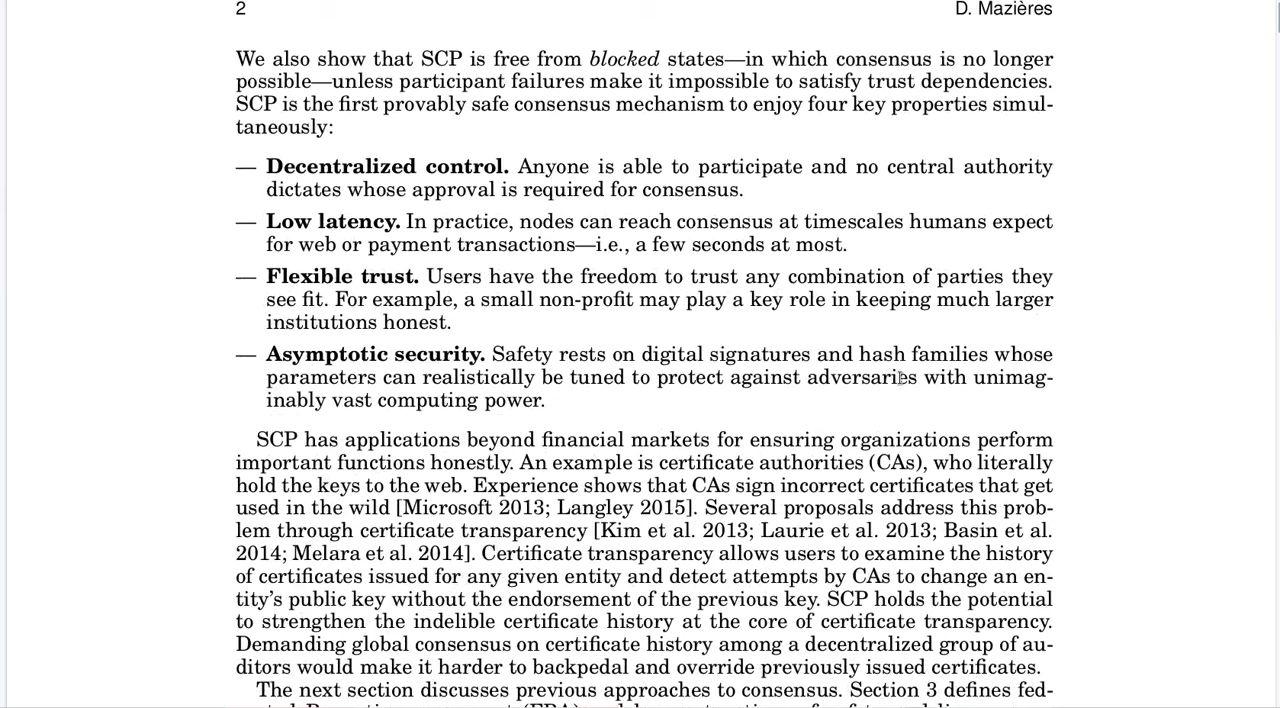 2 D. Mazières
We also show that SCP is free from blocked states—in which consensus is no longer
possible—unless participant failures make it impossible to satisfy trust dependencies.
SCP is the first provably safe consensus mechanism to enjoy four key properties simul-
taneously:
— Decentralized control. Anyone is able to participate and no central authority
dictates whose approval is required for consensus.
— Low latency. In practice, nodes can reach consensus at timescales humans expect
for web or payment transactions—i.e., a few seconds at most.
— Flexible trust. Users have the freedom to trust any combination of parties they
see fit. For example, a small non-profit may play a key role in keeping much larger
institutions honest.
— Asymptotic security. Safety rests on digital signatures and hash families whose
parameters can realistically be tuned to protect against adversaries with unimag-
inably vast computing power.
SCP has applications beyond financial markets for ensuring organizations perform
important functions honestly. An example is certificate authorities (CAs), who literally
hold the keys to the web. Experience shows that CAs sign incorrect certificates that get
used in the wild [Microsoft 2013; Langley 2015]. Several proposals address this prob-
lem through certificate transparency [Kim et al. 2013; Laurie et al. 2013; Basin et al.
2014; Melara et al. 2014]. Certificate transparency allows users to examine the history
of certificates issued for any given entity and detect attempts by CAs to change an en-
tity's public key without the endorsement of the previous key. SCP holds the potential
to strengthen the indelible certificate history at the core of certificate transparency.
Demanding global consensus on certificate history among a decentralized group of au-
ditors would make it harder to backpedal and override previously issued certificates.
The next section discusses previous approaches to consensus. Section 3 defines fed-